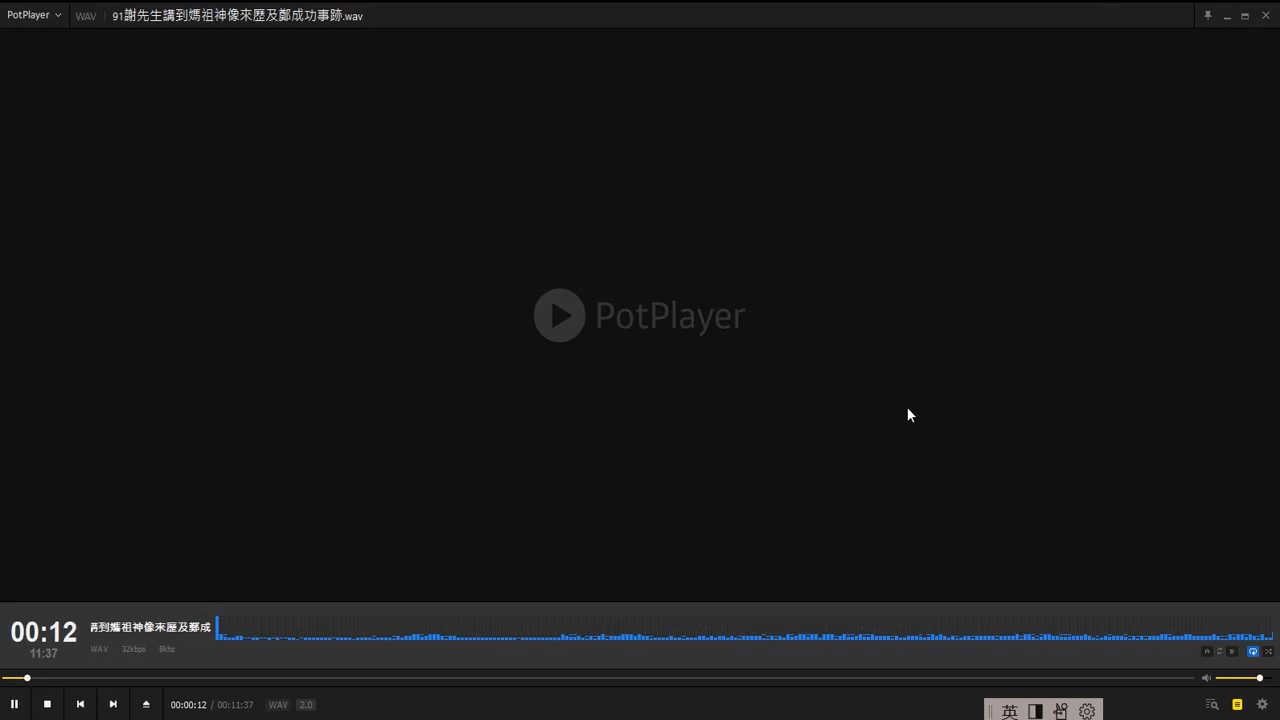 PotPlayer WAV 91謝先生講到媽祖神像來歷及鄭成功事跡.wav
PotPlayer
00:12 到媽祖神像來歷及鄭成
11:37 WAV 32kbps 8khz A B
00:00:12 / 00:11:37 WAV 2.0 英